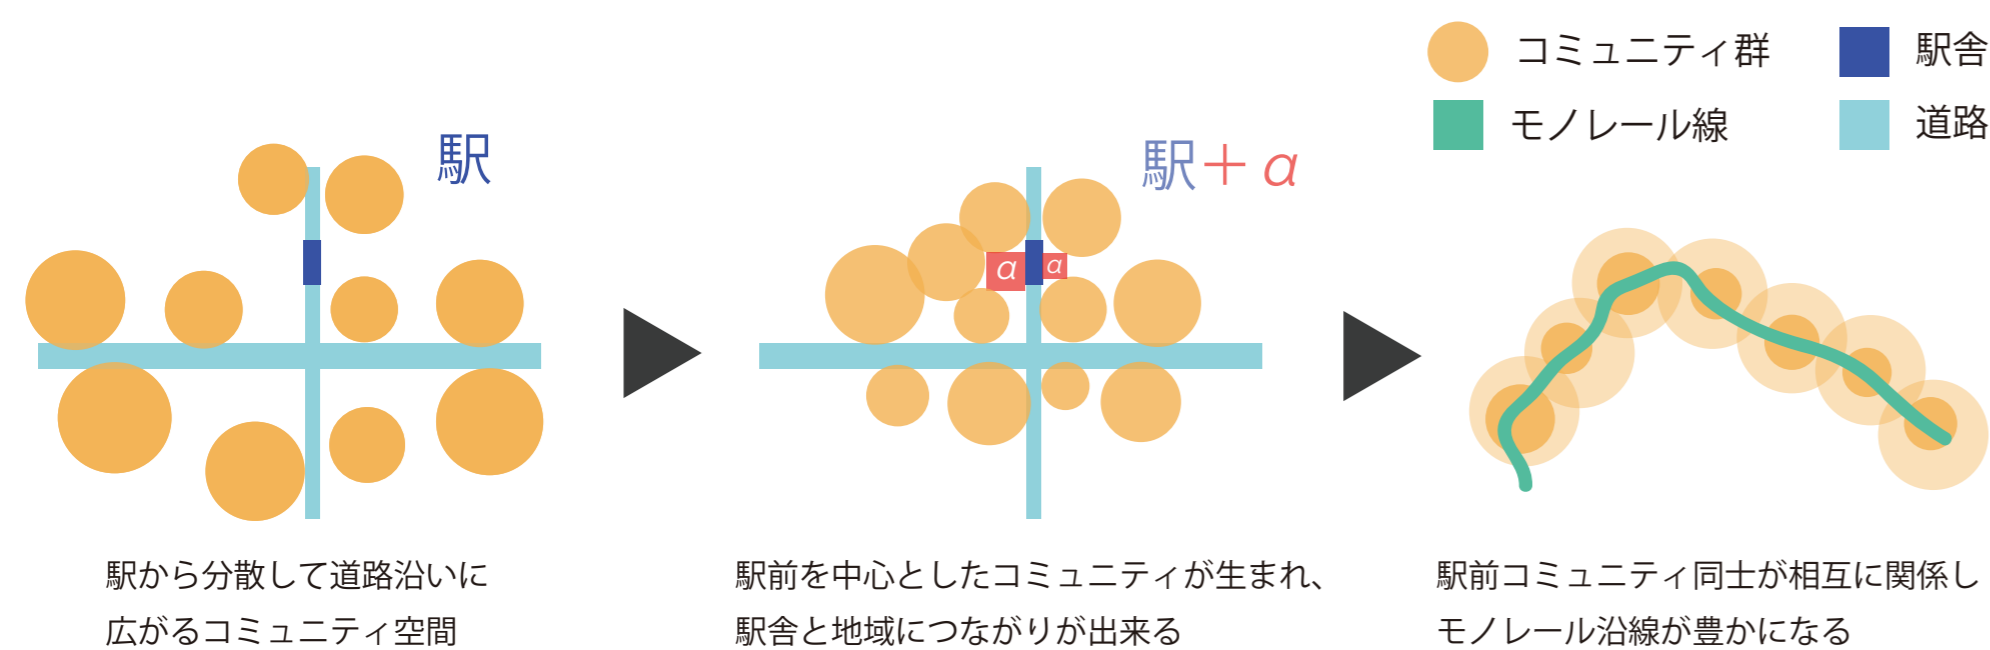 コミュニティ群
駅舎
モノレール線
道路
駅
駅＋α
α
α
駅から分散して道路沿いに
広がるコミュニティ空間
駅前を中心としたコミュニティが生まれ、
駅舎と地域につながりが出来る
駅前コミュニティ同士が相互に関係し
モノレール沿線が豊かになる